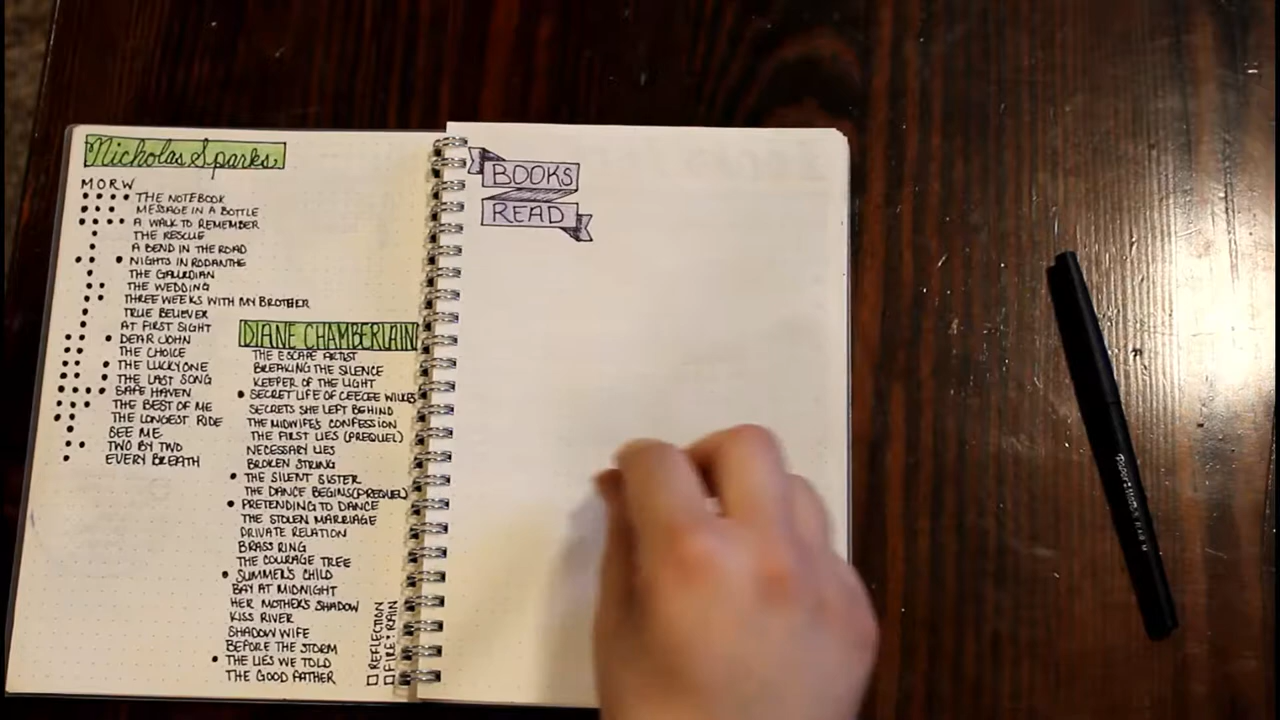 Nicholas Sparks
M.O.R.W
THE NOTEBOOK
MESSAGE IN A BOTTLE
A WALK TO REMEMBER
THE RESCUE
A BEND IN THE ROAD
NIGHTS IN RODANTHE
THE GAURDIAN
THE WEDDING
THREE WEEKS WITH MY BROTHER
TRUE BELIEVER
AT FIRST SIGHT
DEAR JOHN
THE CHOICE
THE LUCKY ONE
THE LAST SONG
SAFE HAVEN
THE BEST OF ME
THE LONGEST RIDE
SEE ME
TWO BY TWO
EVERY BREATH
DIANE CHAMBERLAIN
THE ESCAPE ARTIST
BREAKING THE SILENCE
KEEPER OF THE LIGHT
SECRET LIFE OF CEECEE WILKES
SECRETS SHE LEFT BEHIND
THE MIDWIFE'S CONFESSION
THE FIRST LIES (PREQUEL)
NECESSARY LIES
BROKEN STRING
THE SILENT SISTER
THE DANCE BEGINS (PREQUEL)
PRETENDING TO DANCE
THE STOLEN MARRIAGE
PRIVATE RELATION
BRASS RING
THE COURAGE TREE
SUMMER'S CHILD
BAY AT MIDNIGHT
HER MOTHER'S SHADOW
KISS RIVER
SHADOW WIFE
BEFORE THE STORM
THE LIES WE TOLD
THE GOOD FATHER
REFLECTION
FIRE + RAIN
BOOKS
READ